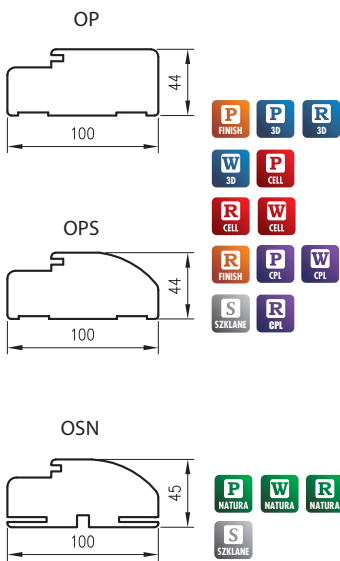 OP
44
100
P FINISH P 3D R 3D
W 3D P CELL
R CELL W CELL
OPS
44
100
R FINISH P CPL W CPL
S SZKLANE R CPL
OSN
45
100
P NATURA W NATURA R NATURA
S SZKLANE